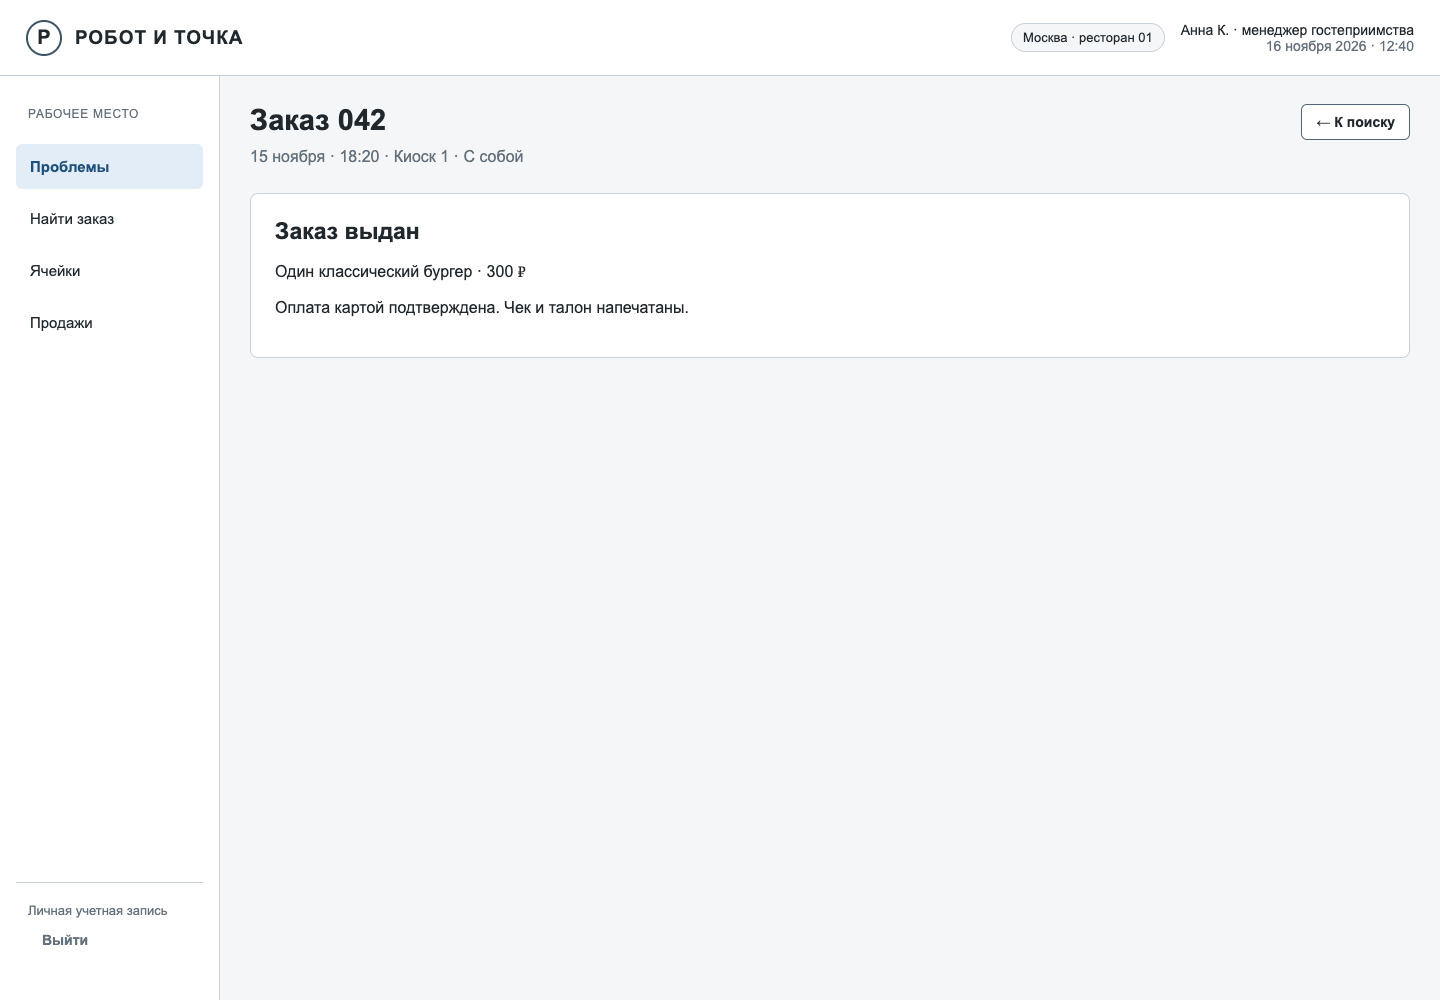 Р РОБОТ И ТОЧКА
Москва · ресторан 01
Анна К. · менеджер гостеприимства
16 ноября 2026 · 12:40
РАБОЧЕЕ МЕСТО
Проблемы
Найти заказ
Ячейки
Продажи
Личная учетная запись
Выйти
Заказ 042
15 ноября · 18:20 · Киоск 1 · С собой
← К поиску
Заказ выдан
Один классический бургер · 300 ₽
Оплата картой подтверждена. Чек и талон напечатаны.